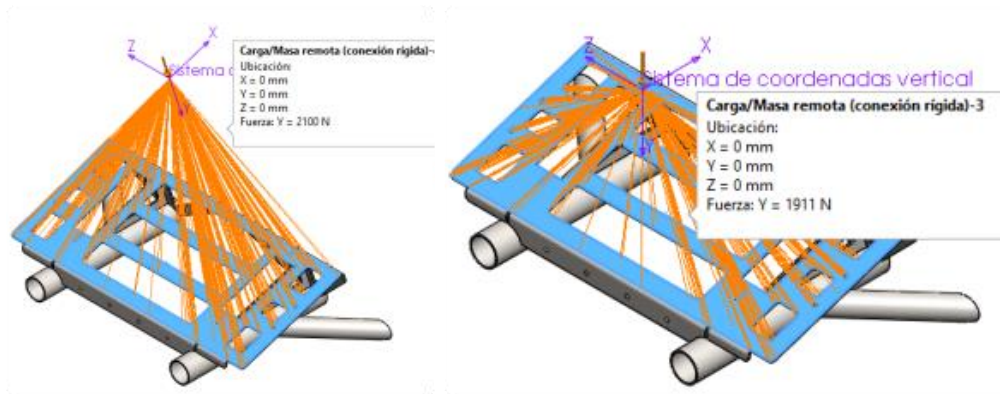 X
Z
Sistema
Y
Carga/Masa remota (conexión rígida)-
Ubicación:
X = 0 mm
Y = 0 mm
Z = 0 mm
Fuerza: Y = 2100 N
Z
X
Sistema de coordenadas vertical
Y
Carga/Masa remota (conexión rígida)-3
Ubicación:
X = 0 mm
Y = 0 mm
Z = 0 mm
Fuerza: Y = 1911 N